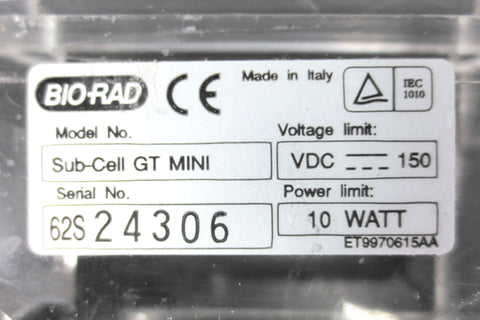 BIO-RAD CE Made in Italy IEC 1010
Model No. Voltage limit:
Sub-Cell GT MINI VDC 150
Serial No. Power limit:
62S 24306 10 WATT
ET9970615AA